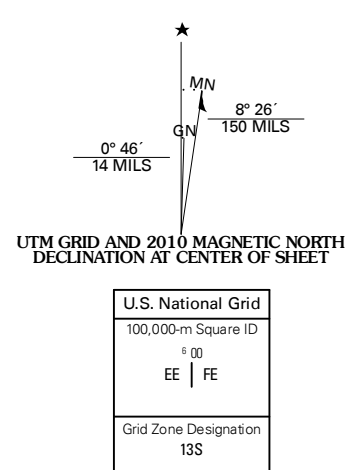 ★
MN
8° 26´
150 MILS
GN
0° 46´
14 MILS
UTM GRID AND 2010 MAGNETIC NORTH
DECLINATION AT CENTER OF SHEET
U.S. National Grid
100,000-m Square ID
6 00
EE | FE
Grid Zone Designation
13S